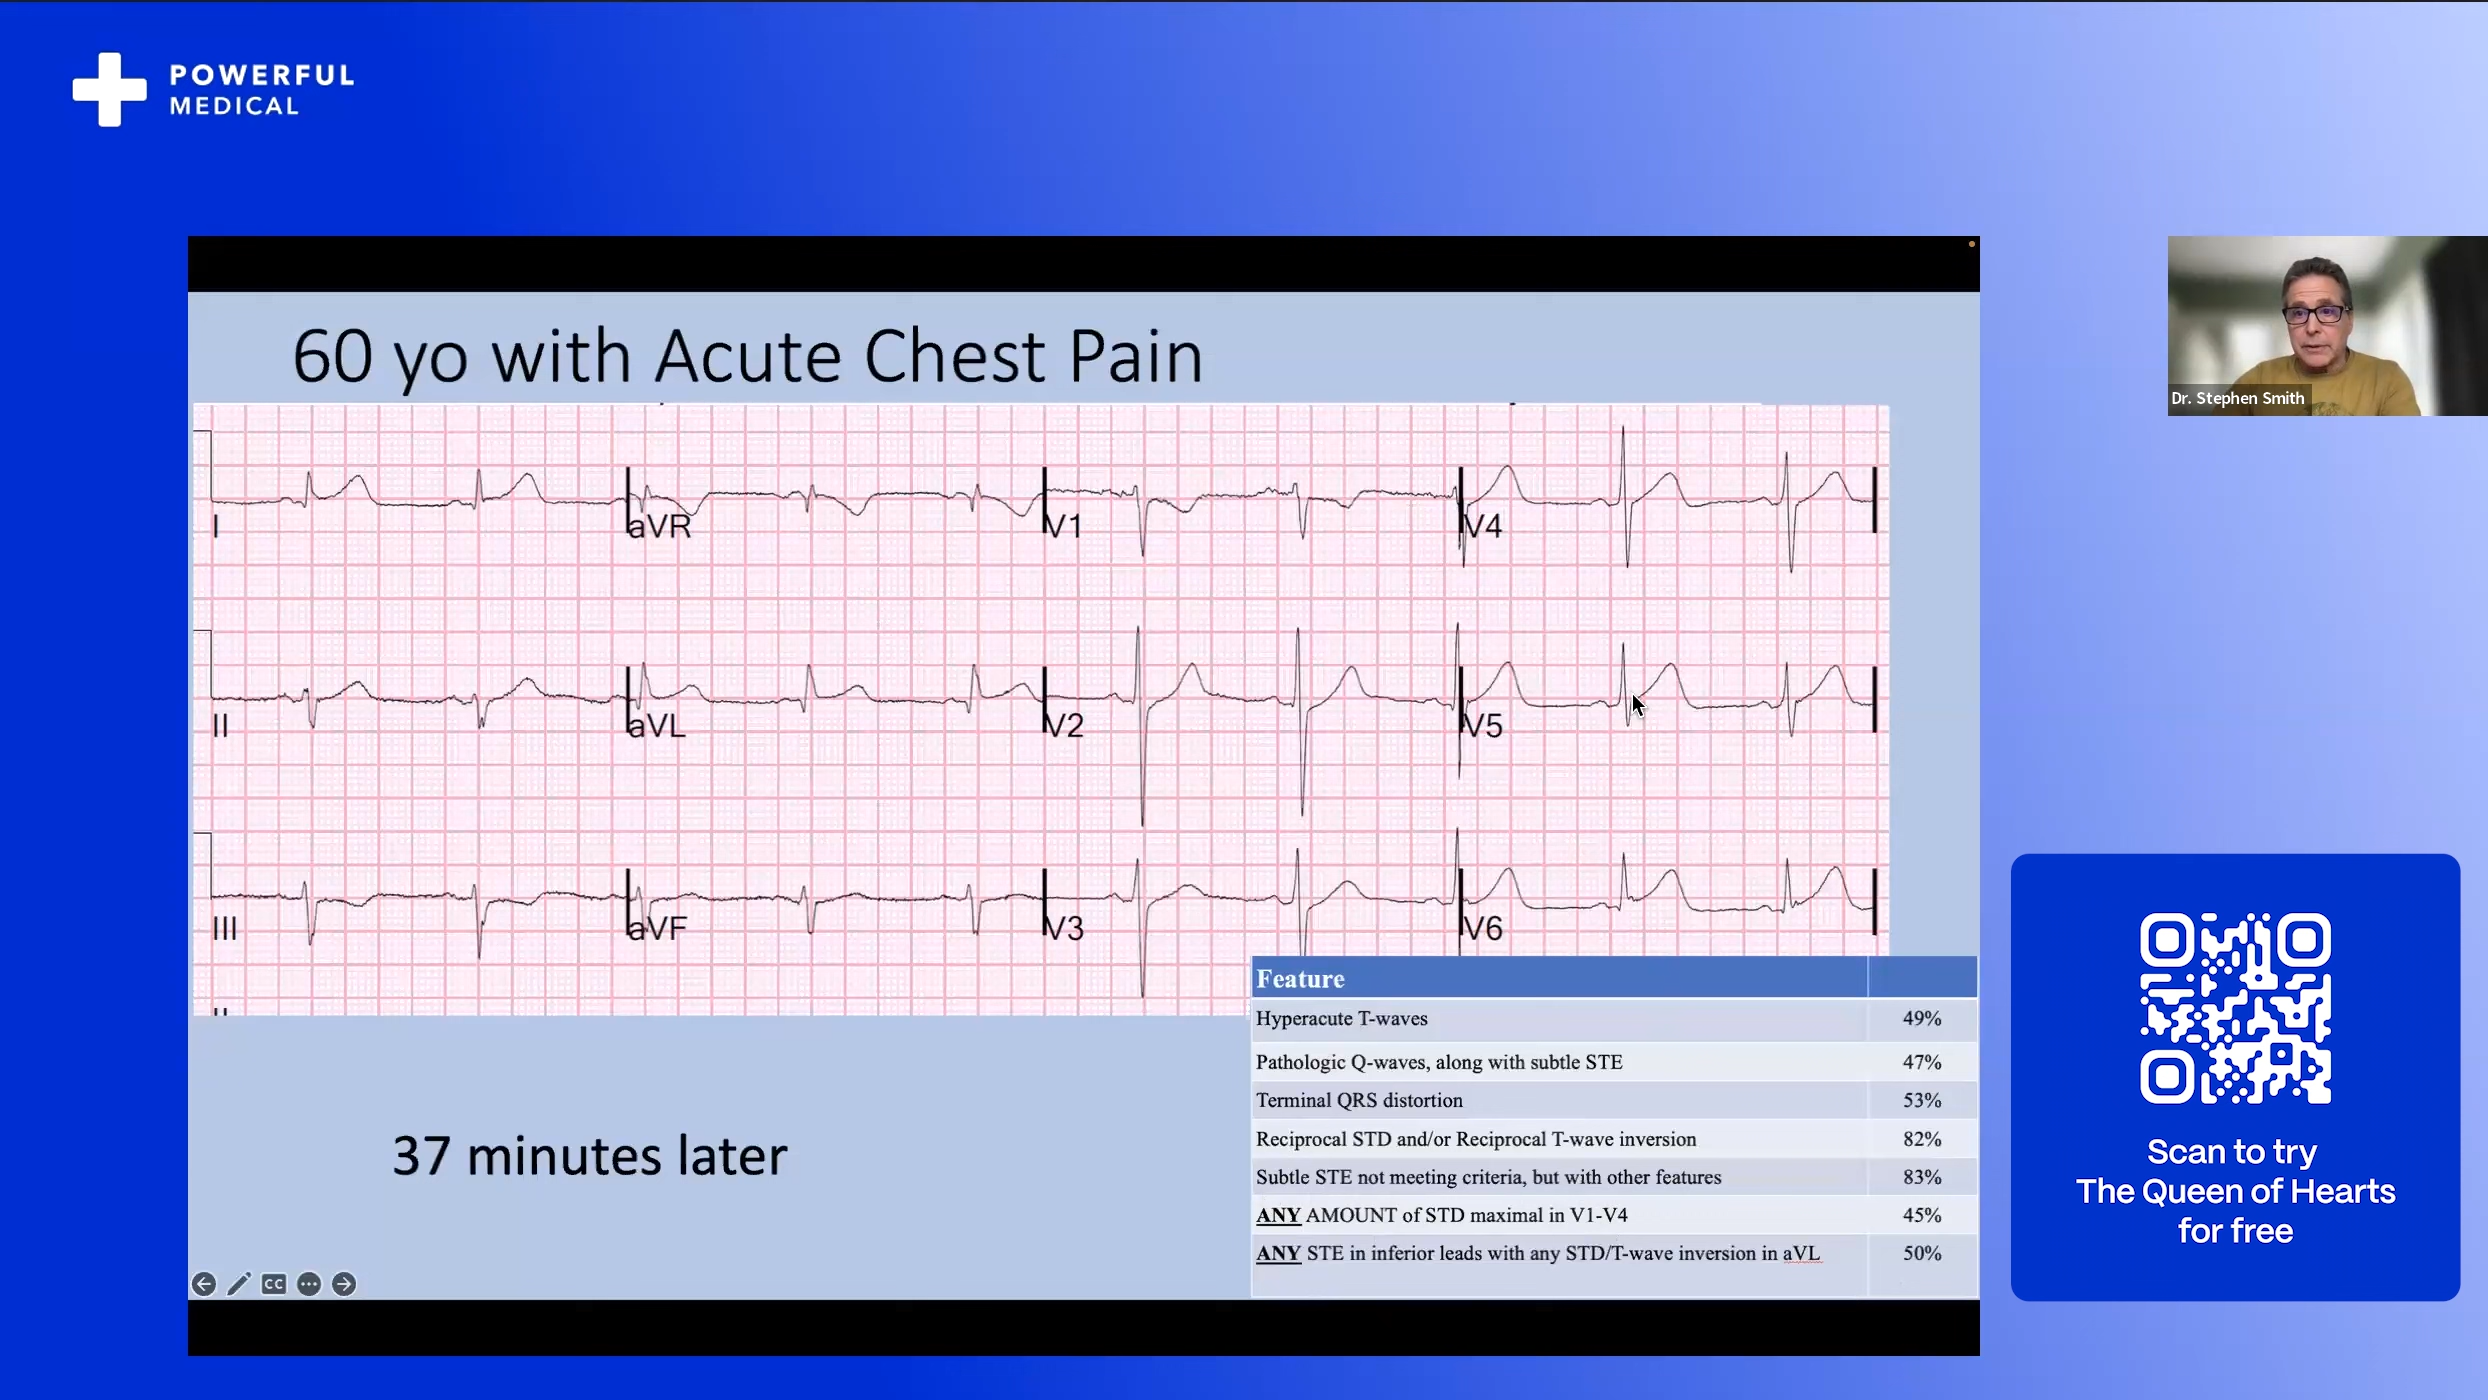 POWERFUL
MEDICAL
60 yo with Acute Chest Pain
I
aVR
V1
V4
II
aVL
V2
V5
III
aVF
V3
V6
37 minutes later
Feature
Hyperacute T-waves 49%
Pathologic Q-waves, along with subtle STE 47%
Terminal QRS distortion 53%
Reciprocal STD and/or Reciprocal T-wave inversion 82%
Subtle STE not meeting criteria, but with other features 83%
ANY AMOUNT of STD maximal in V1-V4 45%
ANY STE in inferior leads with any STD/T-wave inversion in aVL 50%
CC
Dr. Stephen Smith
Scan to try
The Queen of Hearts
for free